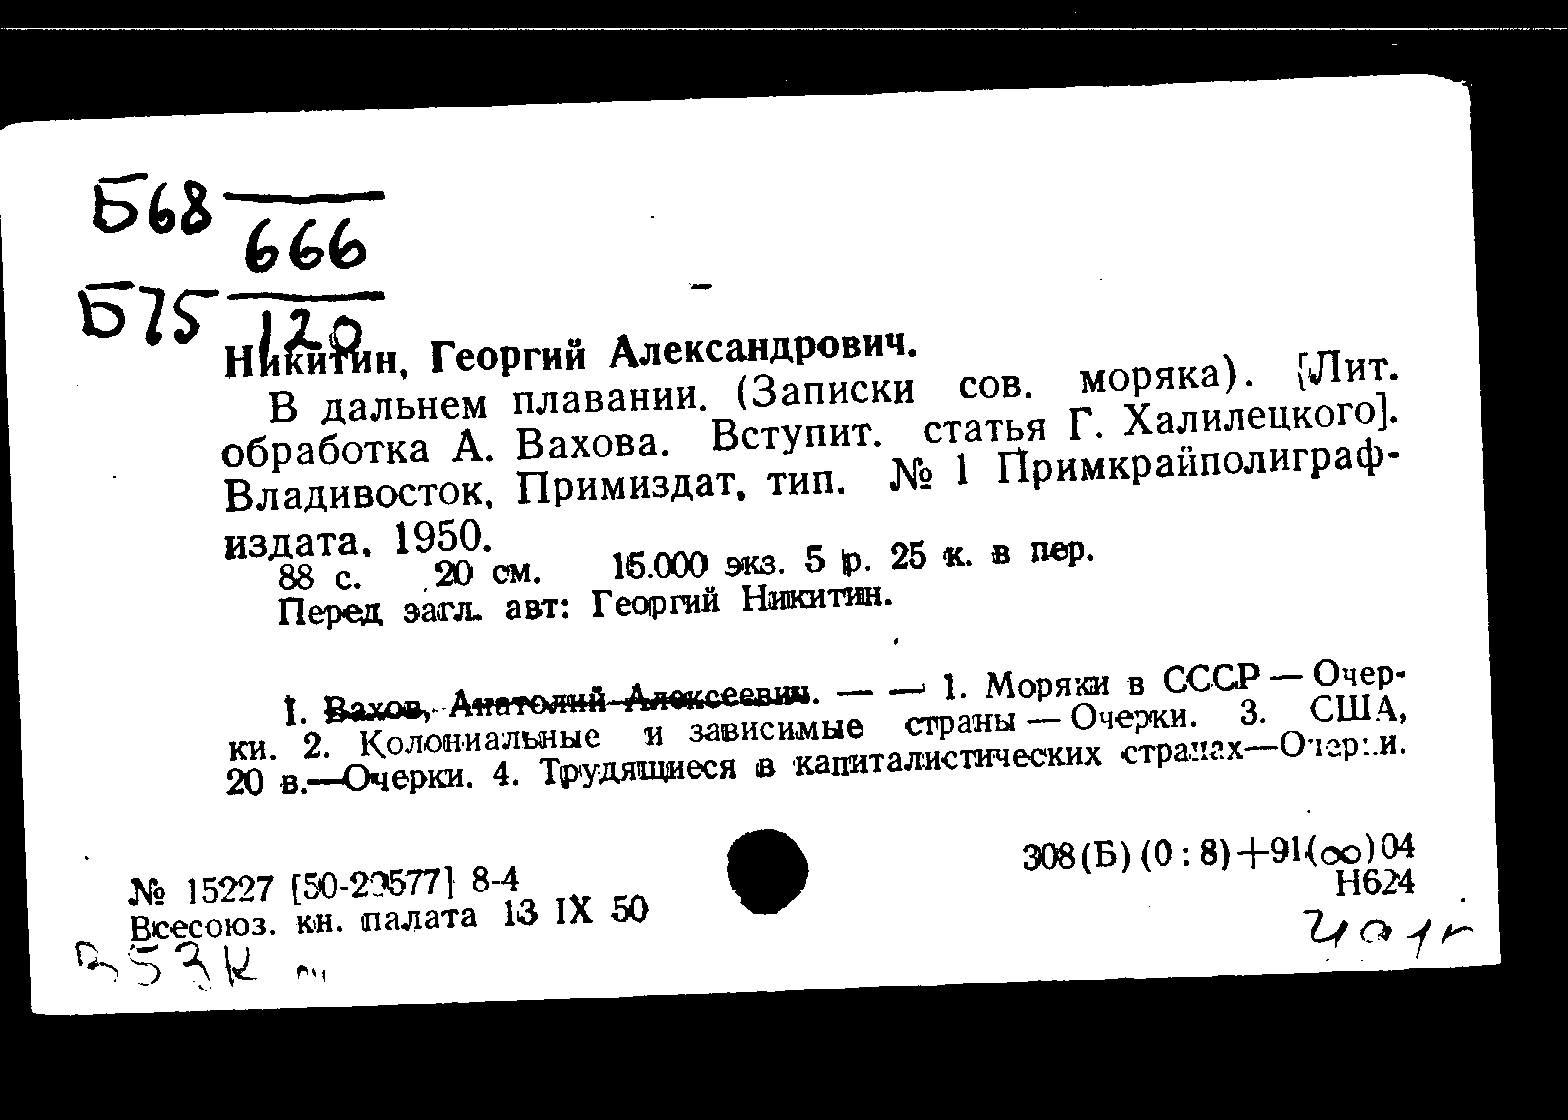 Б68 666
Б75 120
Никитин, Георгий Александрович.
В дальнем плавании. (Записки сов. моряка). [Лит.
обработка А. Вахова. Вступит. статья Г. Халилецкого].
Владивосток, Примиздат, тип. № 1 Примкрайполиграф-
издата, 1950.
88 с. 20 см. 15.000 экз. 5 р. 25 к. в пер.
Перед загл. авт: Георгий Никитин.
I. Вахов, Анатолий Алексеевич. — — 1. Моряки в СССР — Очер-
ки. 2. Колониальные и зависимые страны — Очерки. 3. США,
20 в.—Очерки. 4. Трудящиеся в капиталистических странах—Очерки.
308(Б) (0 : 8)+91(∞)04
Н624
№ 15227 [50-20577] 8-4
Всесоюз. кн. палата 13 IX 50